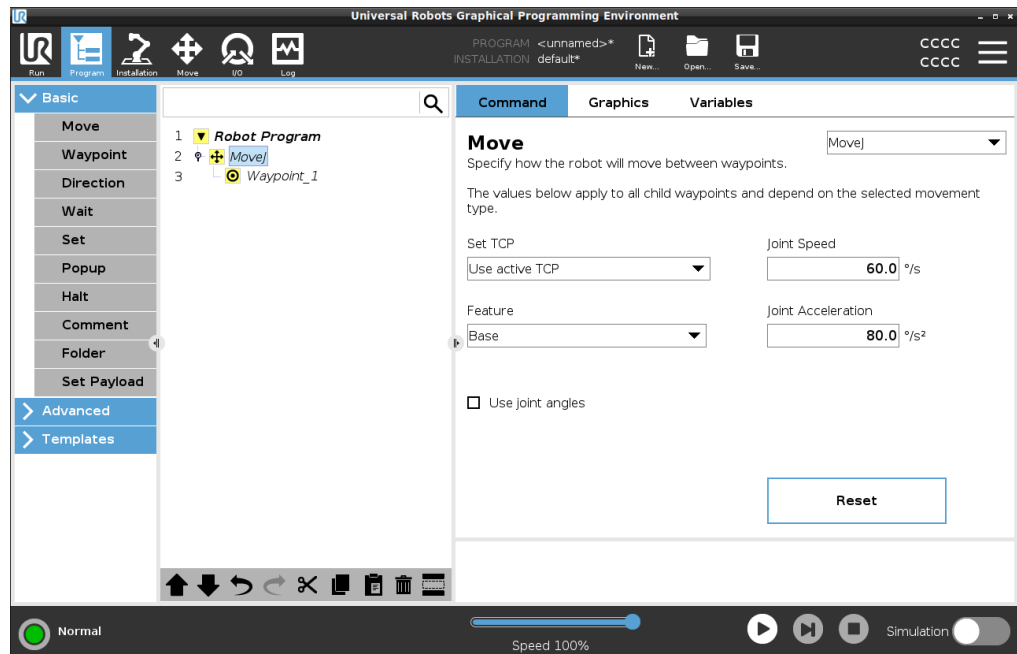 Universal Robots Graphical Programming Environment
UR
Run
Program
Installation
Move
I/O
Log
PROGRAM <unnamed>*
INSTALLATION default*
New...
Open...
Save...
CCCC
CCCC
Basic
Move
Waypoint
Direction
Wait
Set
Popup
Halt
Comment
Folder
Set Payload
Advanced
Templates
1 Robot Program
2 MoveJ
3 Waypoint_1
Command Graphics Variables
Move
MoveJ
Specify how the robot will move between waypoints.
The values below apply to all child waypoints and depend on the selected movement
type.
Set TCP
Joint Speed
Use active TCP
60.0 °/s
Feature
Joint Acceleration
Base
80.0 °/s²
Use joint angles
Reset
Normal
Speed 100%
Simulation